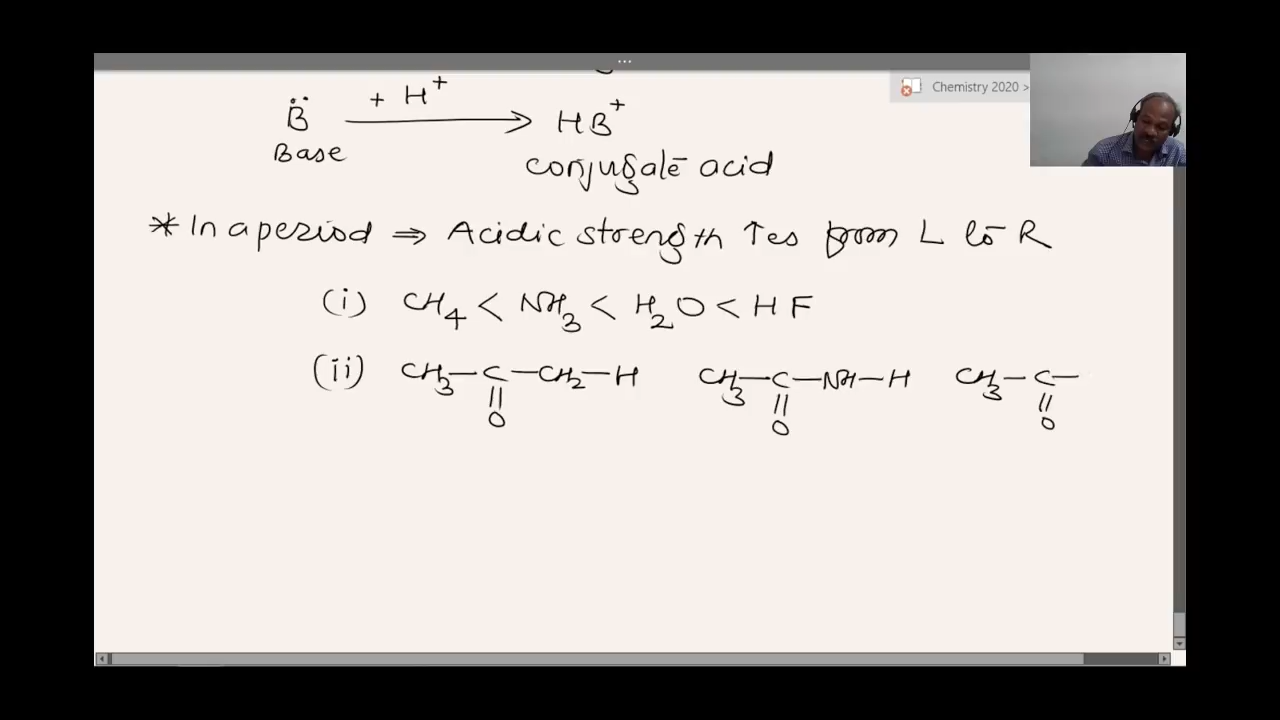 ...
Chemistry 2020 >
B̈ + H⁺ ⟶ HB⁺
Base conjugate acid
* In a period ⇒ Acidic strength ↑es from L to R
(i) CH₄ < NH₃ < H₂O < HF
(ii) CH₃—C—CH₂—H CH₃—C—NH—H CH₃—C—
|| || ||
O O O